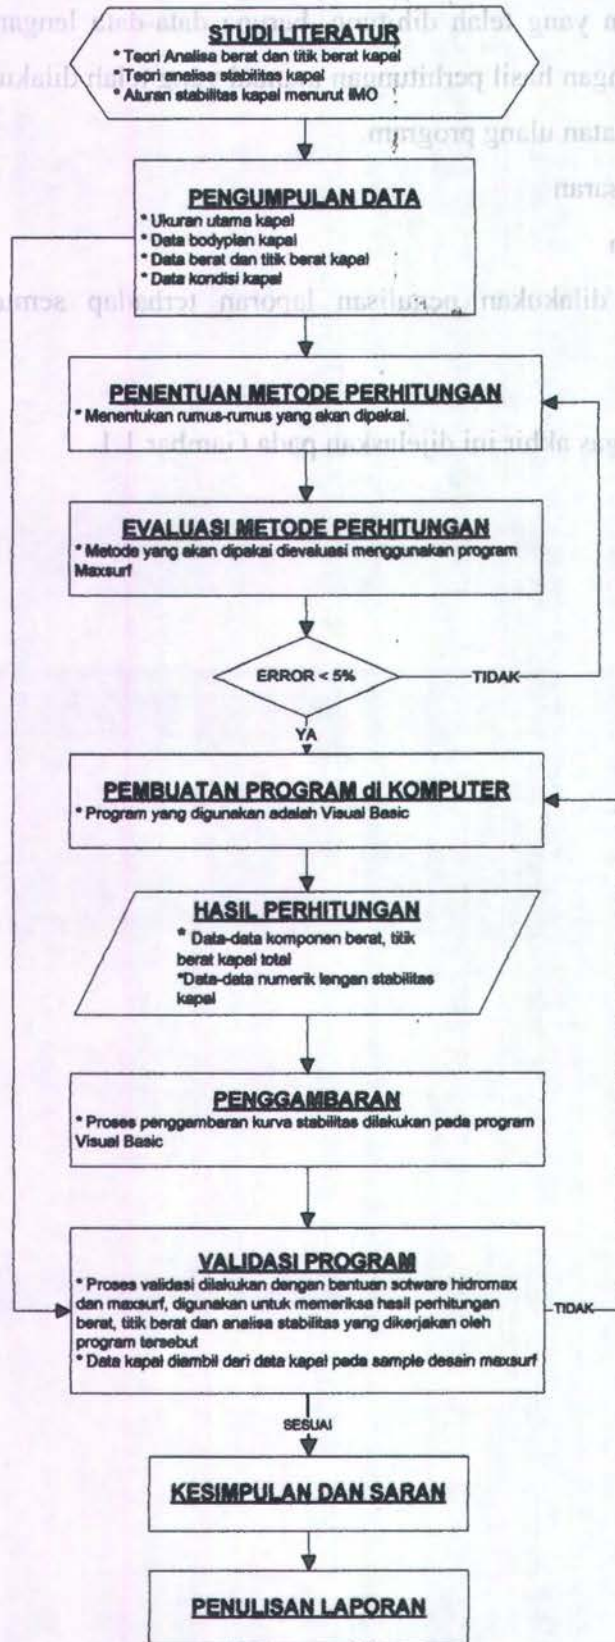 STUDI LITERATUR
* Teori Analisa berat dan titik berat kapal
* Teori analisa stabilitas kapal
* Aturan stabilitas kapal menurut IMO
PENGUMPULAN DATA
* Ukuran utama kapal
* Data bodyplan kapal
* Data berat dan titik berat kapal
* Data kondisi kapal
PENENTUAN METODE PERHITUNGAN
* Menentukan rumus-rumus yang akan dipakai.
EVALUASI METODE PERHITUNGAN
* Metode yang akan dipakai dievaluasi menggunakan program
Maxsurf
ERROR < 5%
TIDAK
YA
PEMBUATAN PROGRAM di KOMPUTER
* Program yang digunakan adalah Visual Basic
HASIL PERHITUNGAN
* Data-data komponen berat, titik
berat kapal total
*Data-data numerik lengan stabilitas
kapal
PENGGAMBARAN
* Proses penggambaran kurva stabilitas dilakukan pada program
Visual Basic
VALIDASI PROGRAM
* Proses validasi dilakukan dengan bantuan sotware hidromax
dan maxsurf, digunakan untuk memeriksa hasil perhitungan
berat, titik berat dan analisa stabilitas yang dikerjakan oleh
program tersebut
* Data kapal diambil dari data kapal pada sample desain maxsurf
TIDAK
SESUAI
KESIMPULAN DAN SARAN
PENULISAN LAPORAN